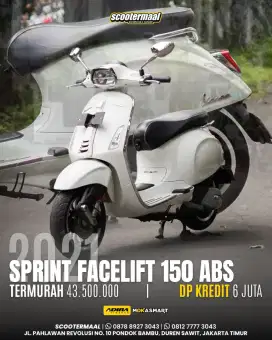 scootermaal
2021
SPRINT FACELIFT 150 ABS
TERMURAH 43.500.000 | DP KREDIT 6 JUTA
ADIRA MOKASMART
SCOOTERMAAL | 0878 8927 3043 | 0812 7777 3043
JL. PAHLAWAN REVOLUSI NO. 10 PONDOK BAMBU, DUREN SAWIT, JAKARTA TIMUR